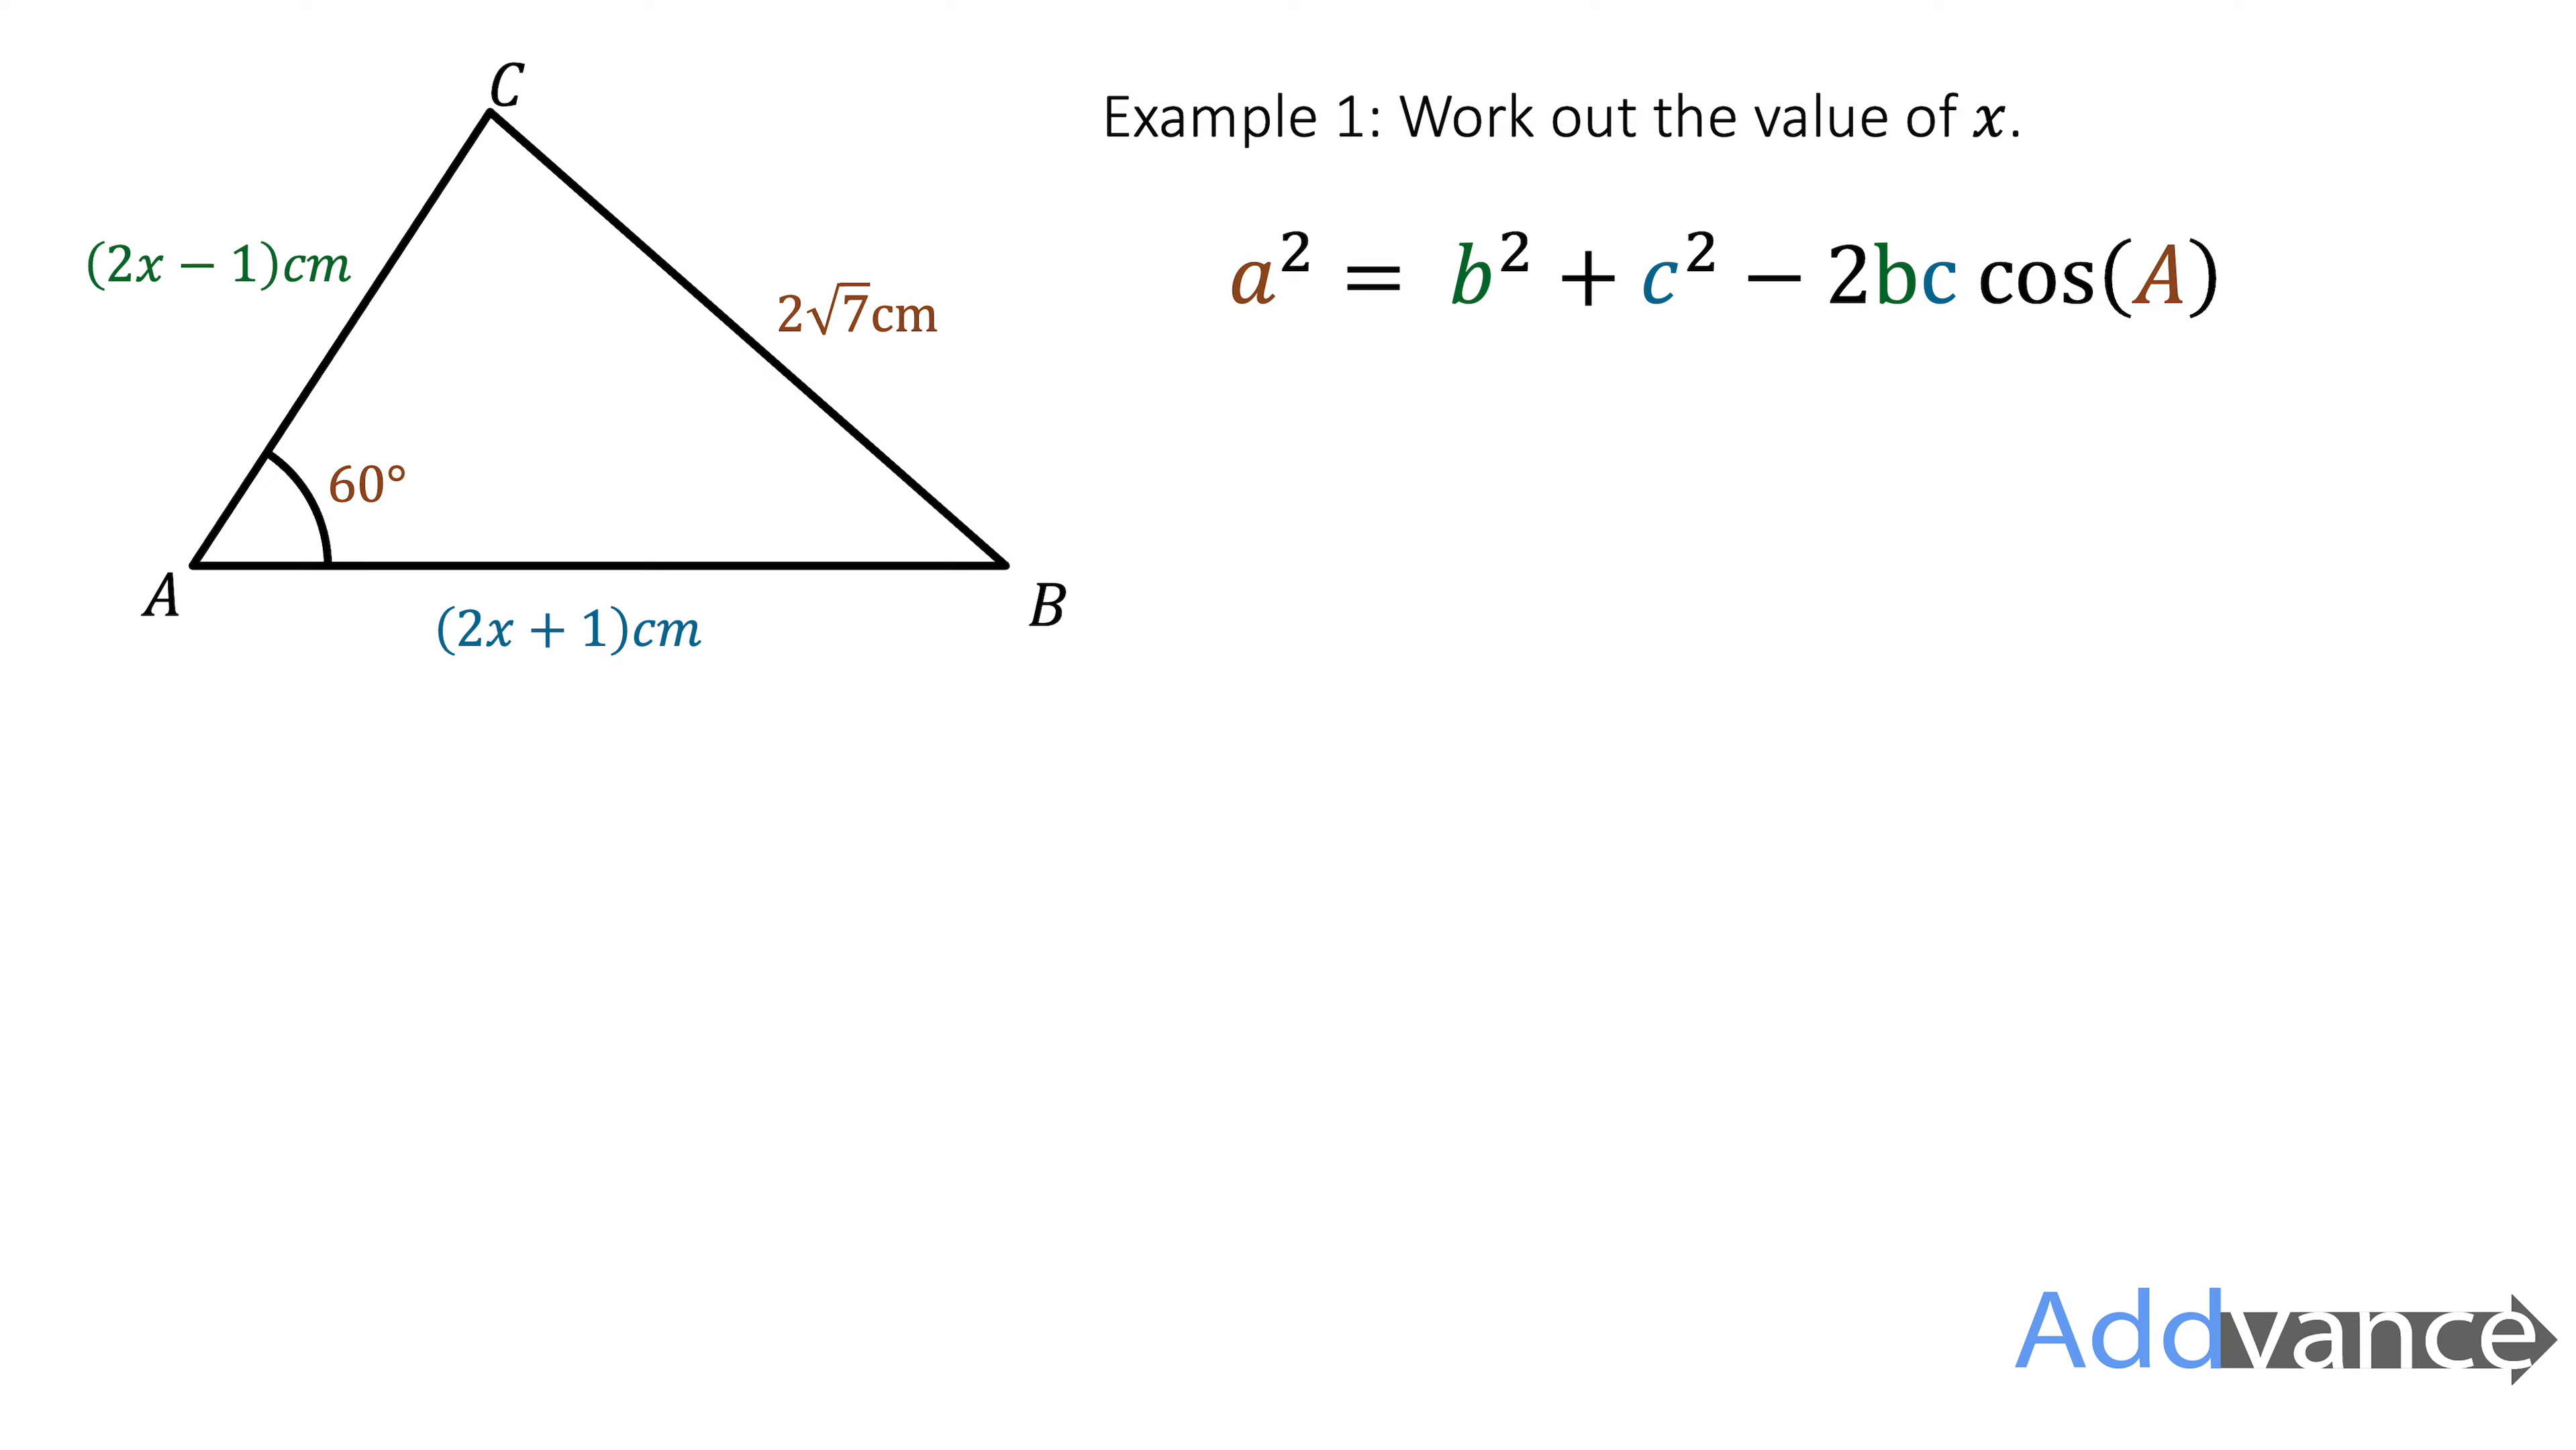 C
Example 1: Work out the value of x.
(2x − 1)cm
a² = b² + c² − 2bc cos(A)
2√7cm
60°
A
B
(2x + 1)cm
Addvance